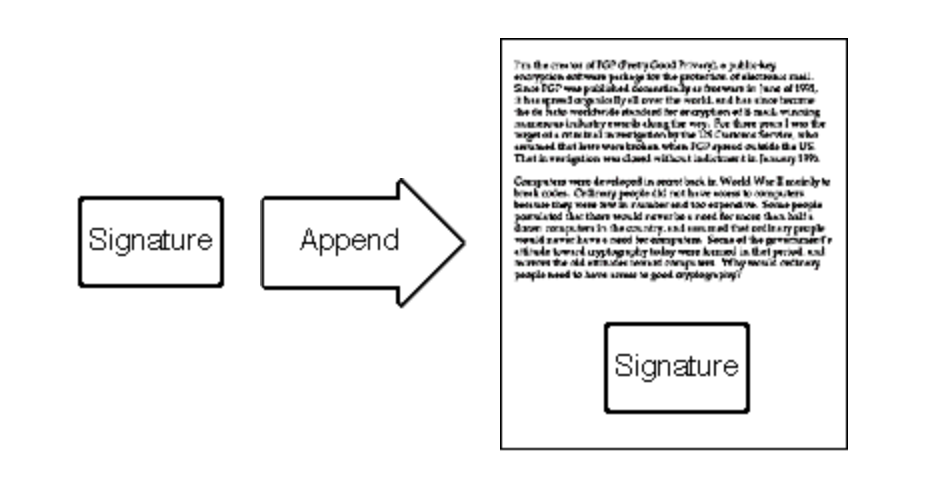 Signature
Append
I'm the creator of PGP (Pretty Good Privacy), a public-key
encryption software package for the protection of electronic mail.
Since PGP was published domestically as freeware in June of 1991,
it has spread organically all over the world, and has since become
the de facto worldwide standard for encryption of E-mail, winning
numerous industry awards along the way. For three years I was the
target of a criminal investigation by the US Customs Service, who
assumed that laws were broken when PGP spread outside the US.
That investigation was closed without indictment in January 1996.
Computers were developed in secret back in World War II mainly to
break codes. Ordinary people did not have access to computers
because they were few in number and too expensive. Some people
postulated that there would never be a need for more than half a
dozen computers in the country, and assumed that ordinary people
would never have a need for computers. Some of the government's
attitude toward cryptography today were formed in that period, and
mirrors the old attitudes toward computers. Why would ordinary
people need to have access to good cryptography?
Signature